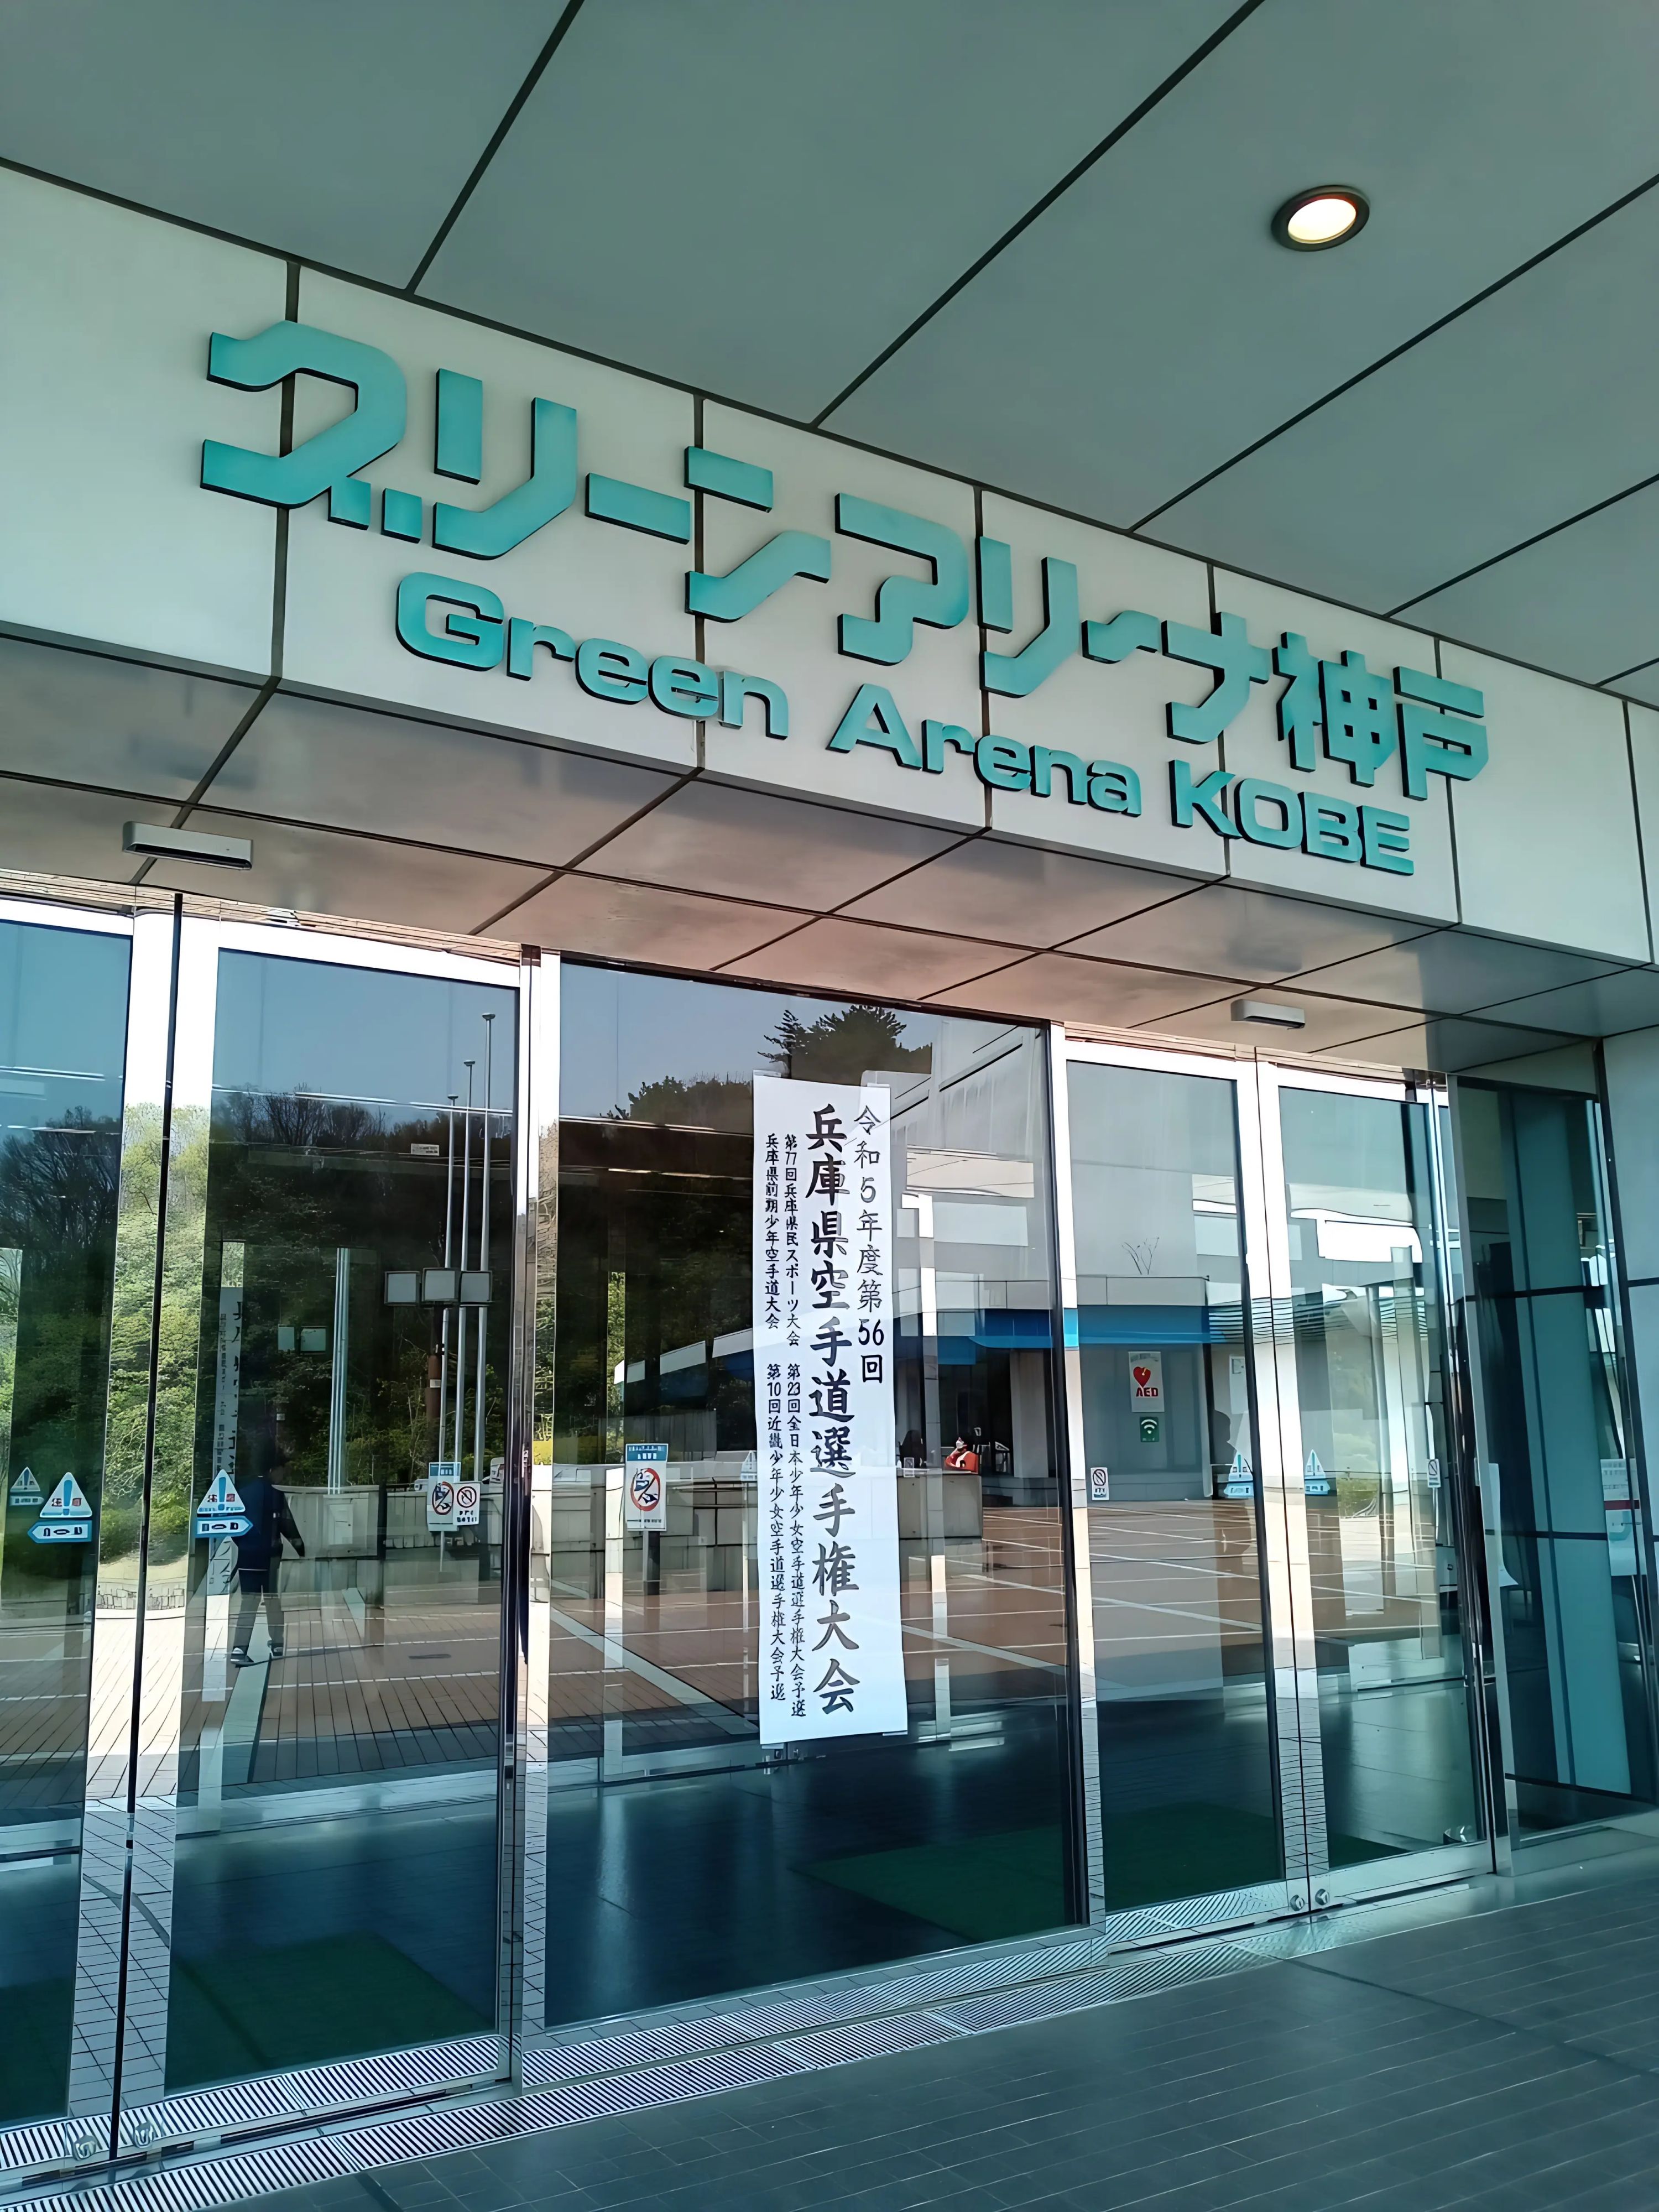 グリーンアリーナ神戸
Green Arena KOBE
令和5年度第56回
兵庫県空手道選手権大会
第77回兵庫県民スポーツ大会 第23回全日本少年少女空手道選手権大会予選
兵庫県前期少年空手道大会 第10回近畿少年少女空手道選手権大会予選
AED
注意
注意